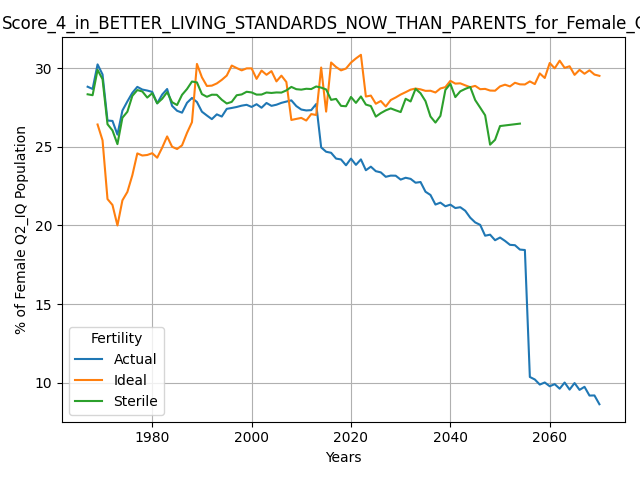 Score_4_in_BETTER_LIVING_STANDARDS_NOW_THAN_PARENTS_for_Female_
% of Female Q2_IQ Population
30
25
20
15
10
Fertility
Actual
Ideal
Sterile
1980
2000
2020
2040
2060
Years